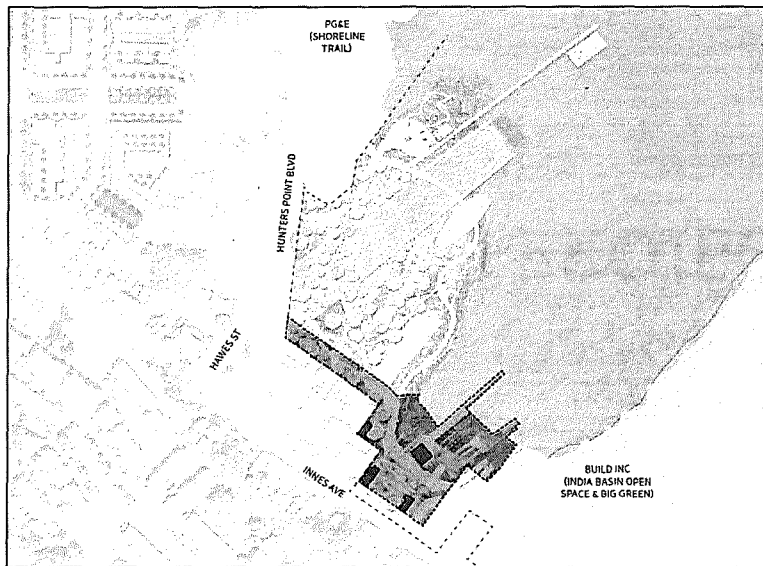 PG&E
(SHORELINE
TRAIL)
HUNTERS POINT BLVD
HAWES ST
INNES AVE
BUILD INC
(INDIA BASIN OPEN
SPACE & BIG GREEN)